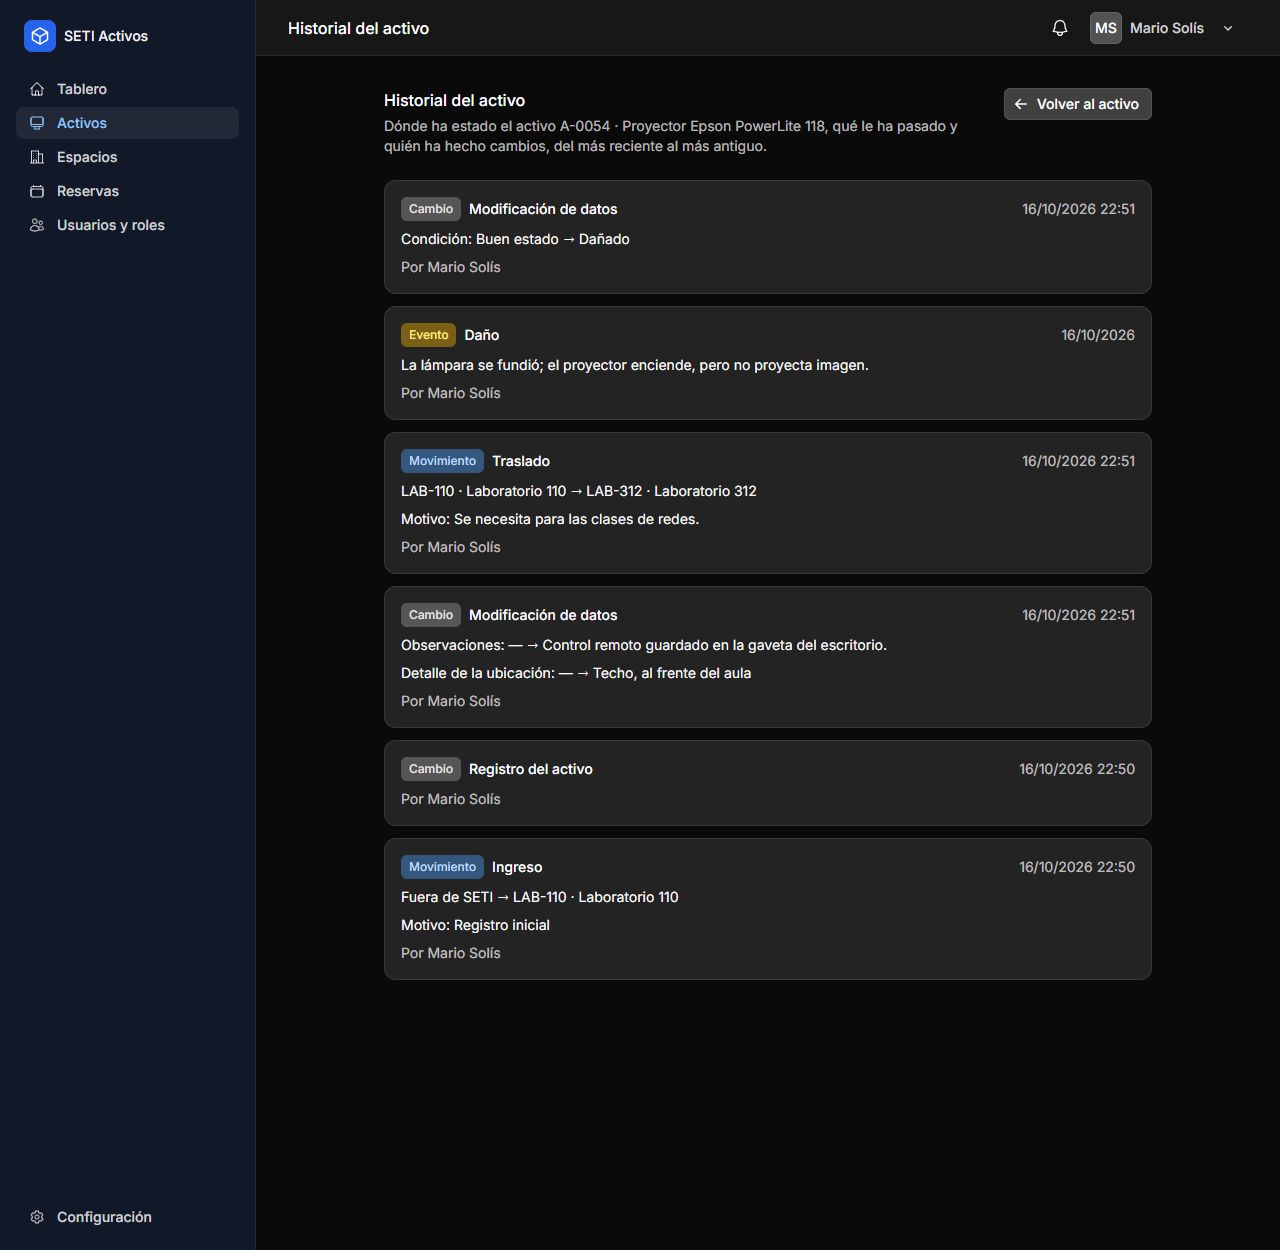 SETI Activos
Tablero
Activos
Espacios
Reservas
Usuarios y roles
Configuración
Historial del activo
MS Mario Solís
Historial del activo
Volver al activo
Dónde ha estado el activo A-0054 · Proyector Epson PowerLite 118, qué le ha pasado y
quién ha hecho cambios, del más reciente al más antiguo.
Cambio Modificación de datos 16/10/2026 22:51
Condición: Buen estado → Dañado
Por Mario Solís
Evento Daño 16/10/2026
La lámpara se fundió; el proyector enciende, pero no proyecta imagen.
Por Mario Solís
Movimiento Traslado 16/10/2026 22:51
LAB-110 · Laboratorio 110 → LAB-312 · Laboratorio 312
Motivo: Se necesita para las clases de redes.
Por Mario Solís
Cambio Modificación de datos 16/10/2026 22:51
Observaciones: — → Control remoto guardado en la gaveta del escritorio.
Detalle de la ubicación: — → Techo, al frente del aula
Por Mario Solís
Cambio Registro del activo 16/10/2026 22:50
Por Mario Solís
Movimiento Ingreso 16/10/2026 22:50
Fuera de SETI → LAB-110 · Laboratorio 110
Motivo: Registro inicial
Por Mario Solís